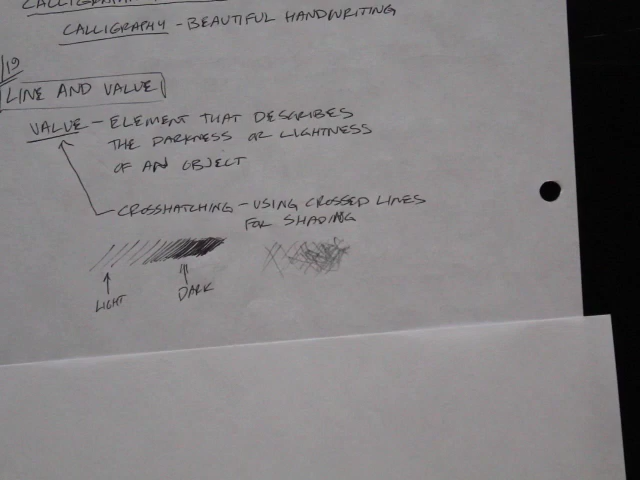 CALLIGRAPHY - BEAUTIFUL HANDWRITING
/19
LINE AND VALUE
VALUE - ELEMENT THAT DESCRIBES
THE DARKNESS OR LIGHTNESS
OF AN OBJECT
CROSSHATCHING - USING CROSSED LINES
FOR SHADING
LIGHT
DARK